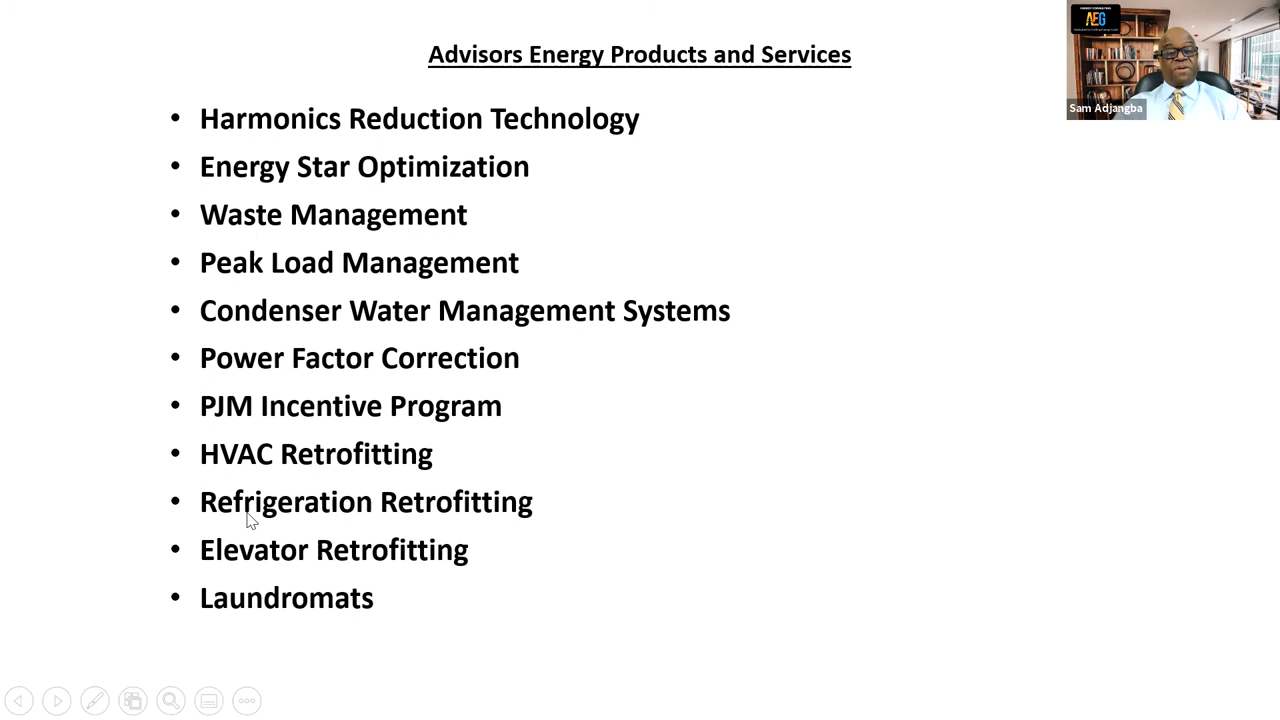 Advisors Energy Products and Services
• Harmonics Reduction Technology
• Energy Star Optimization
• Waste Management
• Peak Load Management
• Condenser Water Management Systems
• Power Factor Correction
• PJM Incentive Program
• HVAC Retrofitting
• Refrigeration Retrofitting
• Elevator Retrofitting
• Laundromats
AEG
Sam Adjangba